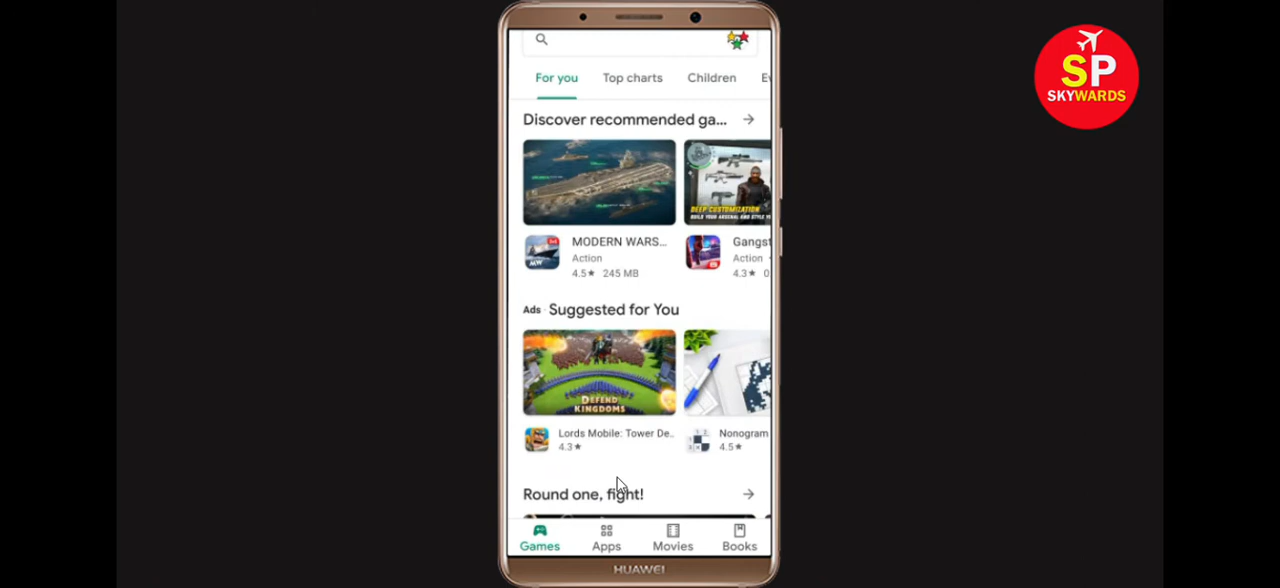 SP
SKYWARDS
For you
Top charts
Children
Discover recommended ga...
DEEP CUSTOMIZATION
MODERN WARS...
Action
4.5★ 245 MB
Gangst
Action
4.3★
Ads · Suggested for You
DEFEND
KINGDOMS
Lords Mobile: Tower De..
4.3★
Nonogram
4.5★
Round one, fight!
Games
Apps
Movies
Books
HUAWEI